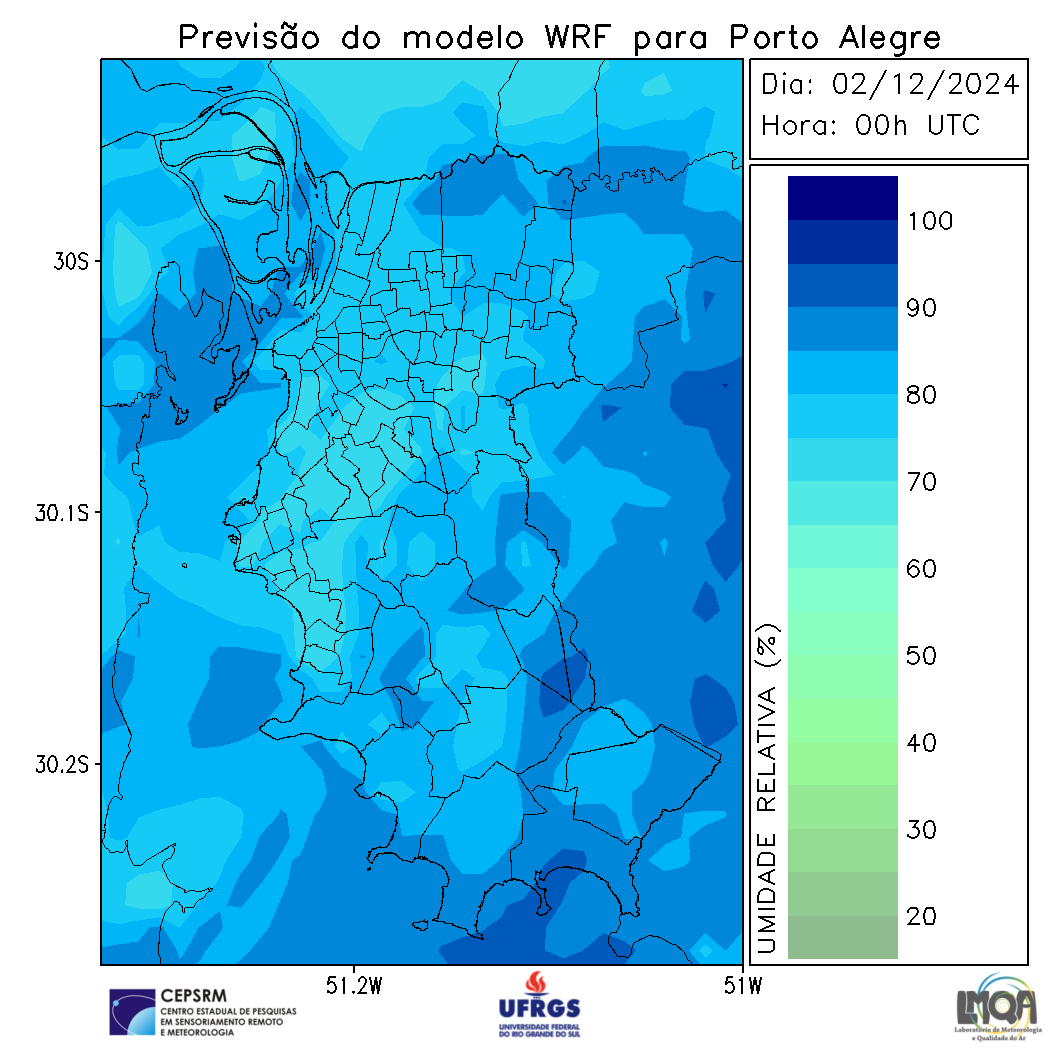 Previsão do modelo WRF para Porto Alegre
Dia: 02/12/2024
Hora: 00h UTC
100
90
80
70
60
50
40
30
20
UMIDADE RELATIVA (%)
30S
30.1S
30.2S
51.2W
51W
CEPSRM
CENTRO ESTADUAL DE PESQUISAS
EM SENSORIAMENTO REMOTO
E METEOROLOGIA
UFRGS
UNIVERSIDADE FEDERAL
DO RIO GRANDE DO SUL
LMQA
Laboratório de Meteorologia
e Qualidade do Ar